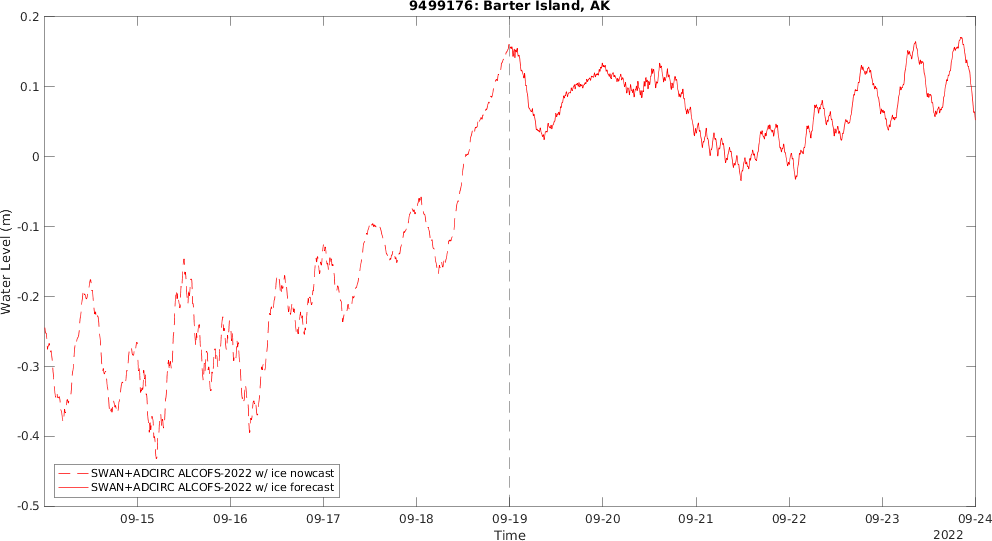 9499176: Barter Island, AK
Water Level (m)
0.2
0.1
0
-0.1
-0.2
-0.3
-0.4
-0.5
SWAN+ADCIRC ALCOFS-2022 w/ ice nowcast
SWAN+ADCIRC ALCOFS-2022 w/ ice forecast
09-15 09-16 09-17 09-18 09-19 09-20 09-21 09-22 09-23 09-24
Time
2022